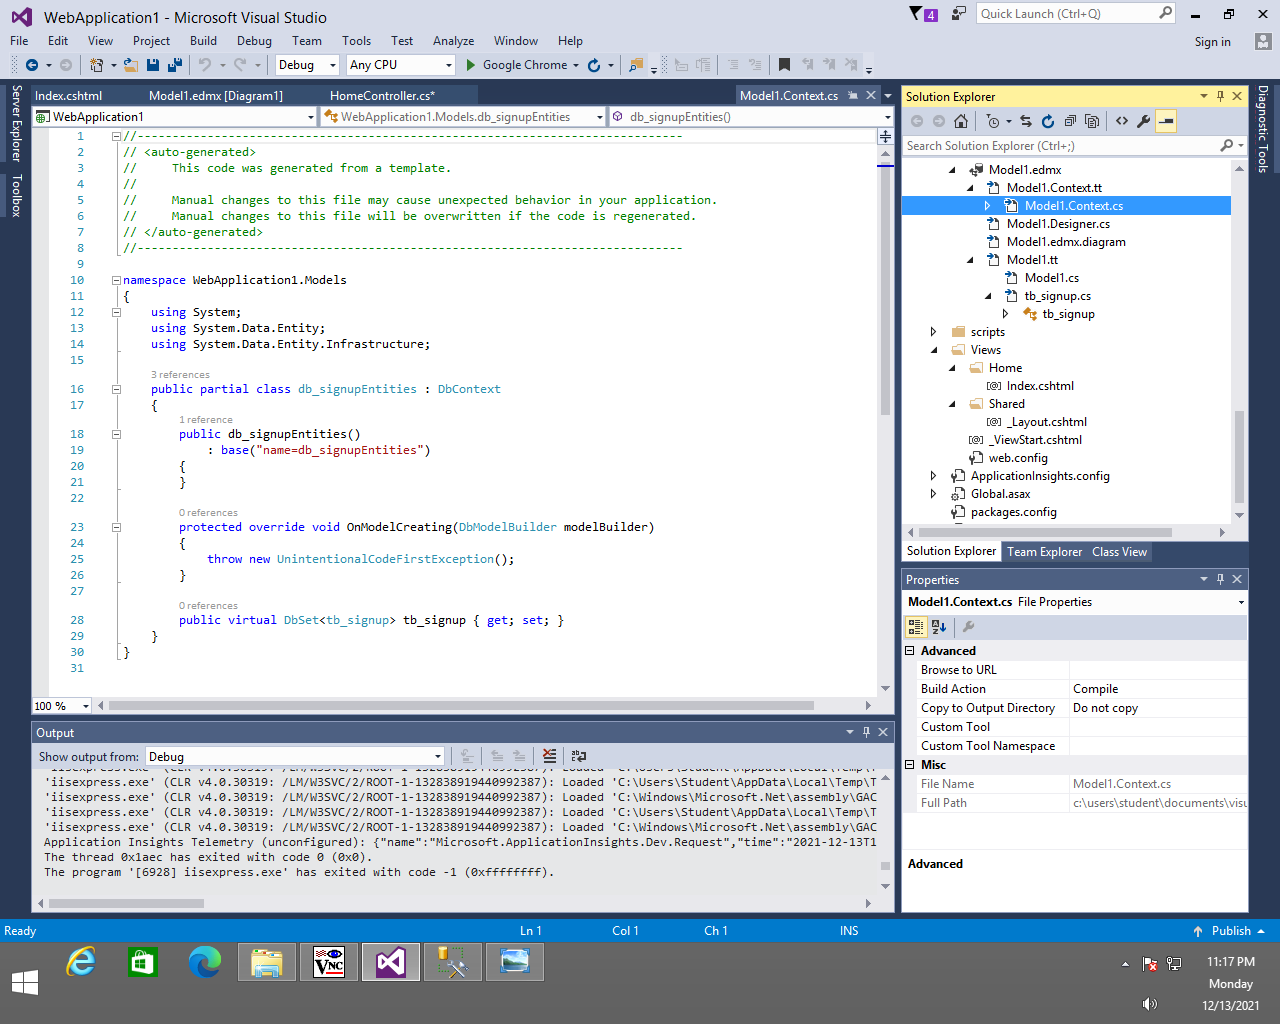 WebApplication1 - Microsoft Visual Studio
4
Quick Launch (Ctrl+Q)
File Edit View Project Build Debug Team Tools Test Analyze Window Help
Sign in
Debug Any CPU Google Chrome
Server Explorer
Toolbox
Index.cshtml Model1.edmx [Diagram1] HomeController.cs* Model1.Context.cs
WebApplication1 WebApplication1.Models.db_signupEntities db_signupEntities()
1 //------------------------------------------------------------------------------
2 // <auto-generated>
3 //     This code was generated from a template.
4 //
5 //     Manual changes to this file may cause unexpected behavior in your application.
6 //     Manual changes to this file will be overwritten if the code is regenerated.
7 // </auto-generated>
8 //------------------------------------------------------------------------------
9
10 namespace WebApplication1.Models
11 {
12     using System;
13     using System.Data.Entity;
14     using System.Data.Entity.Infrastructure;
15
3 references
16     public partial class db_signupEntities : DbContext
17     {
1 reference
18         public db_signupEntities()
19             : base("name=db_signupEntities")
20         {
21         }
22
0 references
23         protected override void OnModelCreating(DbModelBuilder modelBuilder)
24         {
25             throw new UnintentionalCodeFirstException();
26         }
27
0 references
28         public virtual DbSet<tb_signup> tb_signup { get; set; }
29     }
30 }
31
100 %
Output
Show output from: Debug
'iisexpress.exe' (CLR v4.0.30319: /LM/W3SVC/2/ROOT-1-132838919440992387): Loaded 'C:\Users\Student\AppData\Local\Temp\T
'iisexpress.exe' (CLR v4.0.30319: /LM/W3SVC/2/ROOT-1-132838919440992387): Loaded 'C:\Users\Student\AppData\Local\Temp\T
'iisexpress.exe' (CLR v4.0.30319: /LM/W3SVC/2/ROOT-1-132838919440992387): Loaded 'C:\Windows\Microsoft.Net\assembly\GAC
'iisexpress.exe' (CLR v4.0.30319: /LM/W3SVC/2/ROOT-1-132838919440992387): Loaded 'C:\Users\Student\AppData\Local\Temp\T
'iisexpress.exe' (CLR v4.0.30319: /LM/W3SVC/2/ROOT-1-132838919440992387): Loaded 'C:\Windows\Microsoft.Net\assembly\GAC
Application Insights Telemetry (unconfigured): {"name":"Microsoft.ApplicationInsights.Dev.Request","time":"2021-12-13T1
The thread 0x1aec has exited with code 0 (0x0).
The program '[6928] iisexpress.exe' has exited with code -1 (0xffffffff).
Solution Explorer
Search Solution Explorer (Ctrl+;)
Model1.edmx
Model1.Context.tt
Model1.Context.cs
Model1.Designer.cs
Model1.edmx.diagram
Model1.tt
Model1.cs
tb_signup.cs
tb_signup
scripts
Views
Home
Index.cshtml
Shared
_Layout.cshtml
_ViewStart.cshtml
web.config
ApplicationInsights.config
Global.asax
packages.config
Solution Explorer Team Explorer Class View
Properties
Model1.Context.cs File Properties
Advanced
Browse to URL
Build Action Compile
Copy to Output Directory Do not copy
Custom Tool
Custom Tool Namespace
Misc
File Name Model1.Context.cs
Full Path c:\users\student\documents\visu
Advanced
Diagnostic Tools
Ready Ln 1 Col 1 Ch 1 INS Publish
VNC
11:17 PM
Monday
12/13/2021